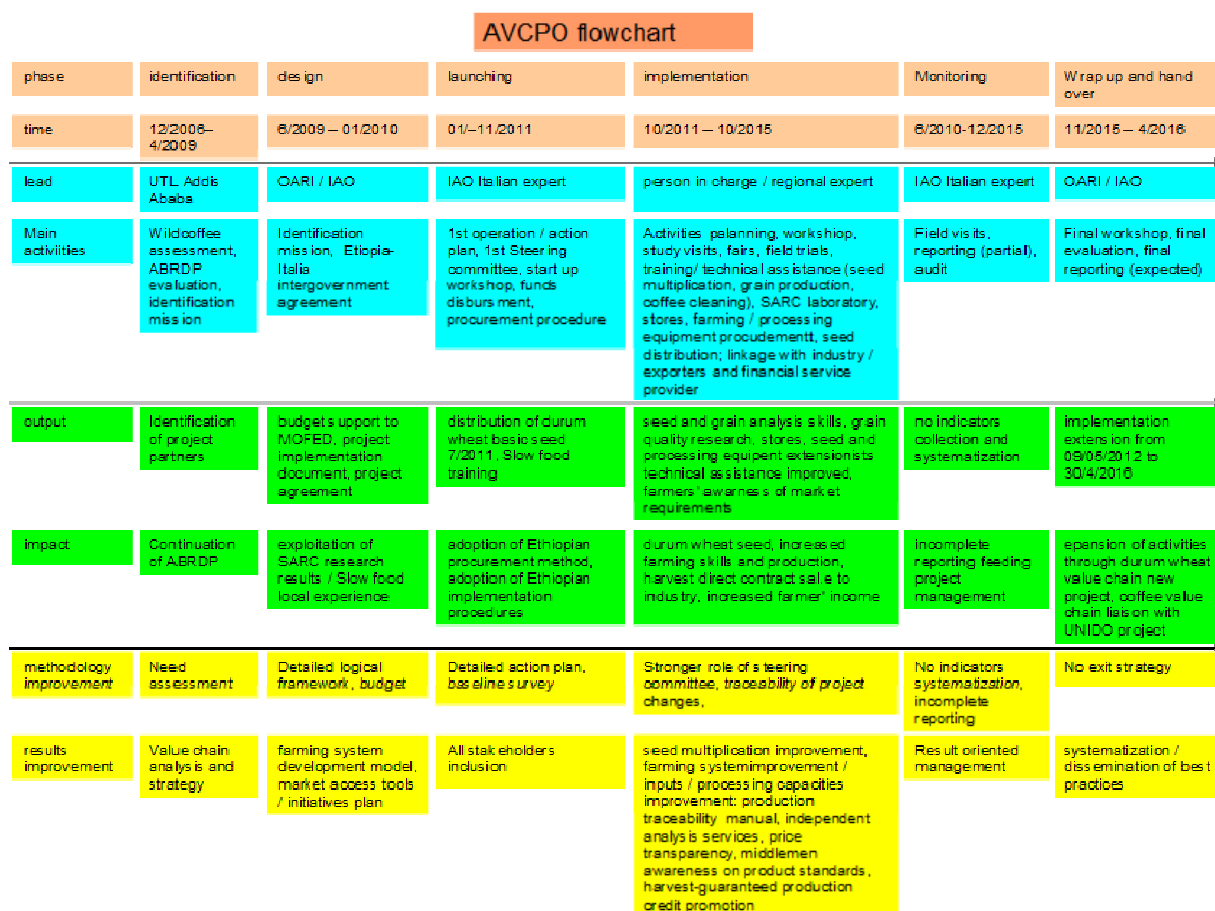 AVCPO flowchart
phase
identification
design
launching
implementation
Monitoring
Wrap up and hand
over
time
12/2006–
4/2009
6/2009 – 01/2010
01/–11/2011
10/2011 – 10/2015
6/2010-12/2015
11/2015 – 4/2016
lead
UTL Addis
Ababa
OARI / IAO
IAO Italian expert
person in charge / regional expert
IAO Italian expert
OARI / IAO
Main
activiities
Wildcoffee
assessment,
ABRDP
evaluation,
identification
mission
Identification
mission, Etiopia-
Italia
intergovernment
agreement
1st operation / action
plan, 1st Steering
committee, start up
workshop, funds
disbursment,
procurement procedure
Activities palanning, workshop,
study visits, fairs, field trials,
training/ technical assistance (seed
multiplication, grain production,
coffee cleaning), SARC laboratory,
stores, farming / processing
equipment procudementt, seed
distribution; linkage with industry /
exporters and financial service
provider
Field visits,
reporting (partial),
audit
Final workshop, final
evaluation, final
reporting (expected)
output
Identification
of project
partners
budget support to
MOFED, project
implementation
document, project
agreement
distribution of durum
wheat basic seed
7/2011, Slow food
training
seed and grain analysis skills, grain
quality research, stores, seed and
processing equipent extensionists
technical assistance improved,
farmers' awarness of market
requirements
no indicators
collection and
systematization
implementation
extension from
09/05/2012 to
30/4/2016
impact
Continuation
of ABRDP
exploitation of
SARC research
results / Slow food
local experience
adoption of Ethiopian
procurement method,
adoption of Ethiopian
implementation
procedures
durum wheat seed, increased
farming skills and production,
harvest direct contract salle to
industry, increased farmer' income
incomplete
reporting feeding
project
management
epansion of activities
through durum wheat
value chain new
project, coffee value
chain liaison with
UNIDO project
methodology
improvement
Need
assessment
Detailed logical
framework, budget
Detailed action plan,
baseline survey
Stronger role of steering
committee, traceability of project
changes,
No indicators
systematization,
incomplete
reporting
No exit strategy
results
improvement
Value chain
analysis and
strategy
farming system
development model,
market access tools
/ initiatives plan
All stakeholders
inclusion
seed multiplication improvement,
farming systemimprovement /
inputs / processing capacities
improvement: production
traceability manual, independent
analysis services, price
transparency, middlemen
awareness on product standards,
harvest-guaranteed production
credit promotion
Result oriented
management
systematization /
dissemination of best
practices